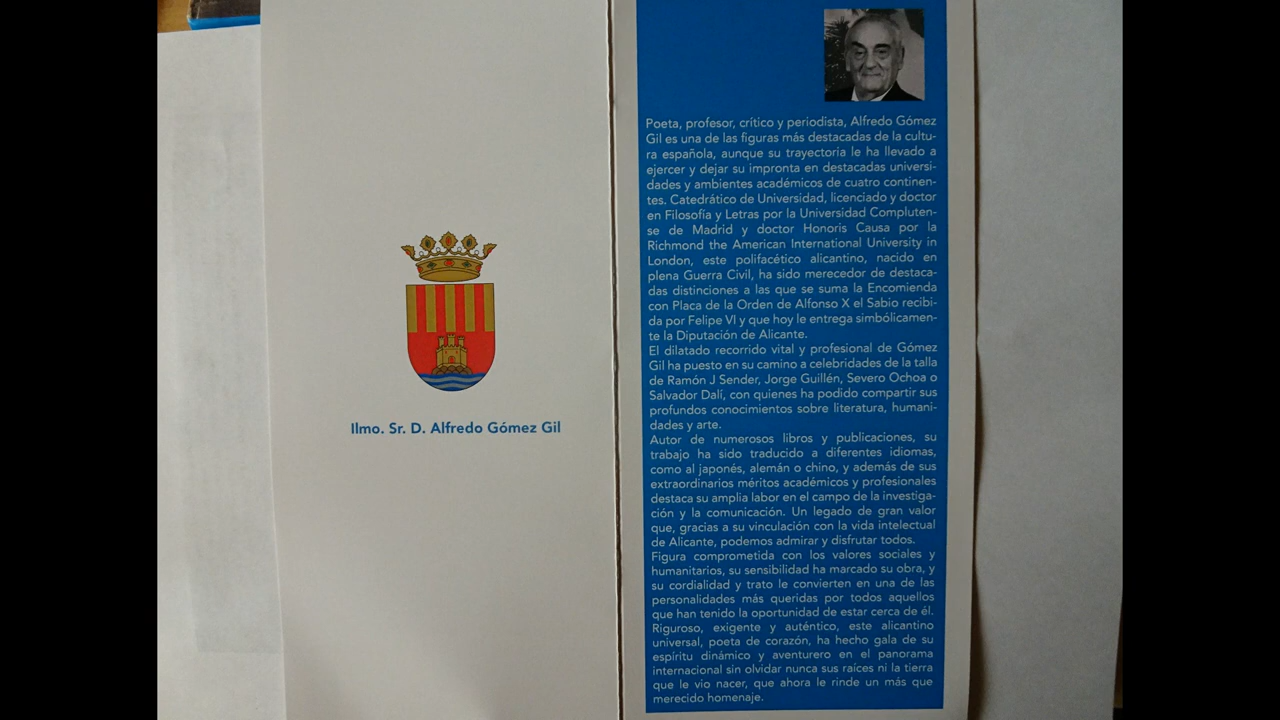 Ilmo. Sr. D. Alfredo Gómez Gil
Poeta, profesor, crítico y periodista, Alfredo Gómez
Gil es una de las figuras más destacadas de la cultu-
ra española, aunque su trayectoria le ha llevado a
ejercer y dejar su impronta en destacadas universi-
dades y ambientes académicos de cuatro continen-
tes. Catedrático de Universidad, licenciado y doctor
en Filosofía y Letras por la Universidad Compluten-
se de Madrid y doctor Honoris Causa por la
Richmond the American International University in
London, este polifacético alicantino, nacido en
plena Guerra Civil, ha sido merecedor de destaca-
das distinciones a las que se suma la Encomienda
con Placa de la Orden de Alfonso X el Sabio recibi-
da por Felipe VI y que hoy le entrega simbólicamen-
te la Diputación de Alicante.
El dilatado recorrido vital y profesional de Gómez
Gil ha puesto en su camino a celebridades de la talla
de Ramón J Sender, Jorge Guillén, Severo Ochoa o
Salvador Dalí, con quienes ha podido compartir sus
profundos conocimientos sobre literatura, humani-
dades y arte.
Autor de numerosos libros y publicaciones, su
trabajo ha sido traducido a diferentes idiomas,
como al japonés, alemán o chino, y además de sus
extraordinarios méritos académicos y profesionales
destaca su amplia labor en el campo de la investiga-
ción y la comunicación. Un legado de gran valor
que, gracias a su vinculación con la vida intelectual
de Alicante, podemos admirar y disfrutar todos.
Figura comprometida con los valores sociales y
humanitarios, su sensibilidad ha marcado su obra, y
su cordialidad y trato le convierten en una de las
personalidades más queridas por todos aquellos
que han tenido la oportunidad de estar cerca de él.
Riguroso, exigente y auténtico, este alicantino
universal, poeta de corazón, ha hecho gala de su
espíritu dinámico y aventurero en el panorama
internacional sin olvidar nunca sus raíces ni la tierra
que le vio nacer, que ahora le rinde un más que
merecido homenaje.